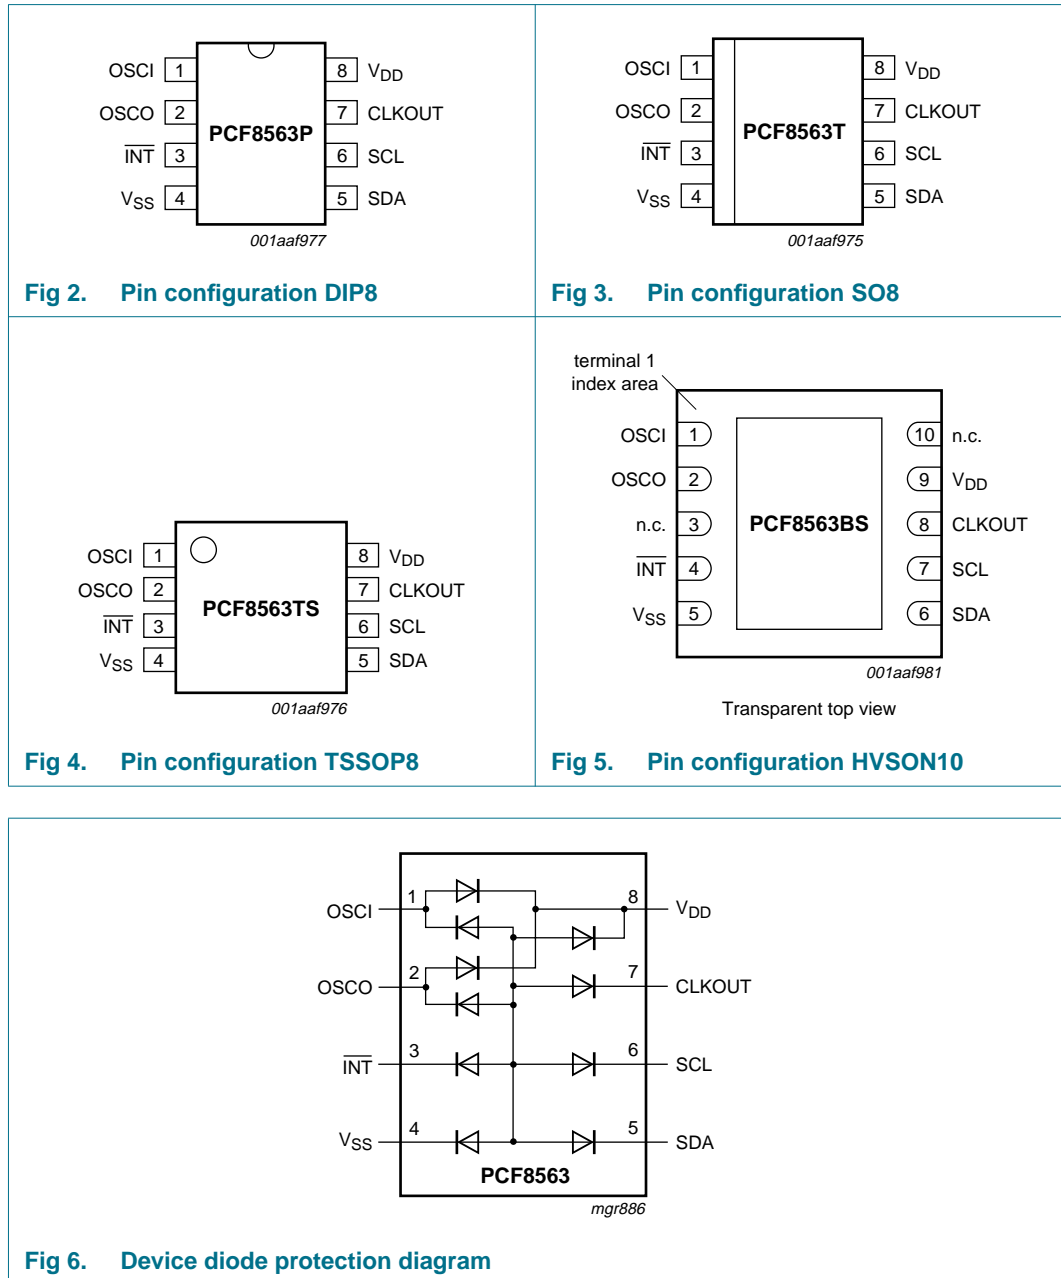 OSCI 1 8 VDD
OSCO 2 7 CLKOUT
PCF8563P
INT 3 6 SCL
VSS 4 5 SDA
001aaf977
Fig 2. Pin configuration DIP8
OSCI 1 8 VDD
OSCO 2 7 CLKOUT
PCF8563T
INT 3 6 SCL
VSS 4 5 SDA
001aaf975
Fig 3. Pin configuration SO8
OSCI 1 8 VDD
OSCO 2 7 CLKOUT
PCF8563TS
INT 3 6 SCL
VSS 4 5 SDA
001aaf976
Fig 4. Pin configuration TSSOP8
terminal 1
index area
OSCI 1 10 n.c.
OSCO 2 9 VDD
n.c. 3 PCF8563BS 8 CLKOUT
INT 4 7 SCL
VSS 5 6 SDA
001aaf981
Transparent top view
Fig 5. Pin configuration HVSON10
OSCI 1 8 VDD
OSCO 2 7 CLKOUT
INT 3 6 SCL
VSS 4 5 SDA
PCF8563
mgr886
Fig 6. Device diode protection diagram